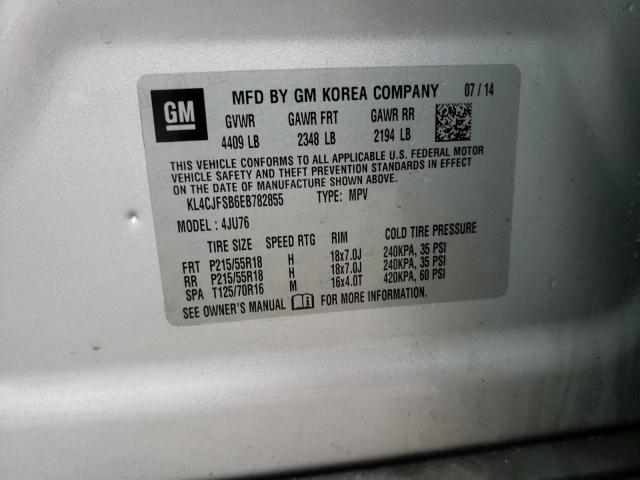 GM
MFD BY GM KOREA COMPANY 07/14
GVWR GAWR FRT GAWR RR
4409 LB 2348 LB 2194 LB
THIS VEHICLE CONFORMS TO ALL APPLICABLE U.S. FEDERAL MOTOR
VEHICLE SAFETY AND THEFT PREVENTION STANDARDS IN EFFECT
ON THE DATE OF MANUFACTURE SHOWN ABOVE.
KL4CJFSB6EB782855 TYPE: MPV
MODEL : 4JU76
TIRE SIZE SPEED RTG RIM COLD TIRE PRESSURE
FRT P215/55R18 H 18x7.0J 240KPA, 35 PSI
RR P215/55R18 H 18x7.0J 240KPA, 35 PSI
SPA T125/70R16 M 16x4.0T 420KPA, 60 PSI
SEE OWNER'S MANUAL FOR MORE INFORMATION.